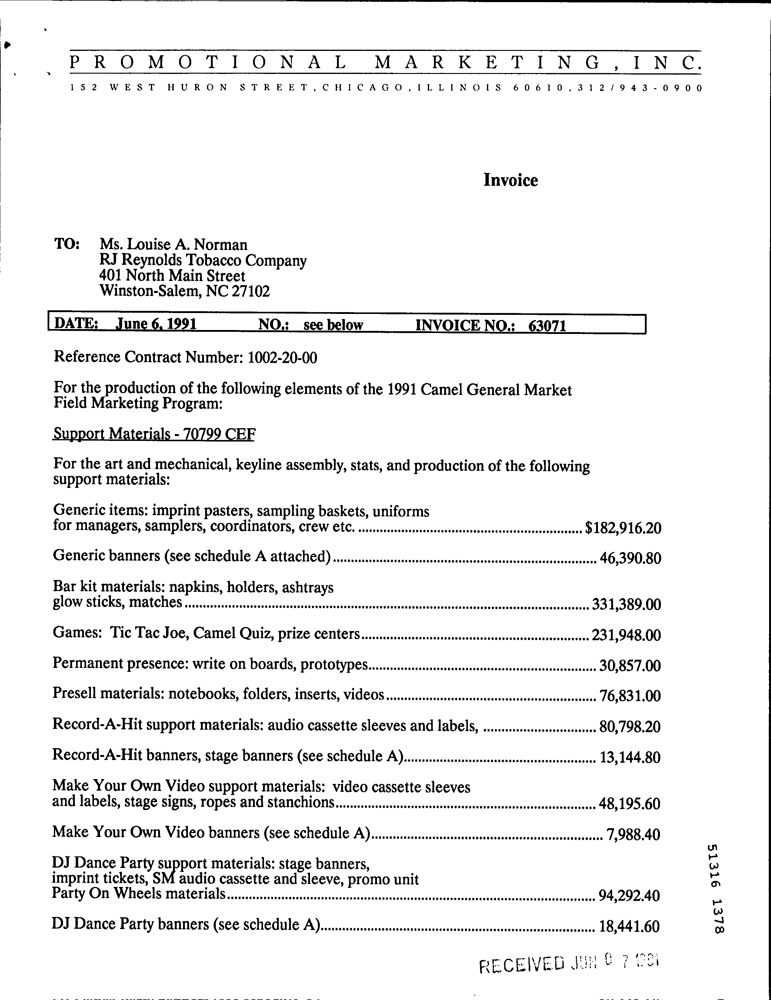 PROMOTIONAL MARKETING, INC.
152 WEST HURON STREET, CHICAGO, ILLINOIS 60610, 312/943-0900
Invoice
TO: Ms. Louise A. Norman
RJ Reynolds Tobacco Company
401 North Main Street
Winston-Salem, NC 27102
DATE: June 6, 1991 NO.: see below INVOICE NO.: 63071
Reference Contract Number: 1002-20-00
For the production of the following elements of the 1991 Camel General Market
Field Marketing Program:
Support Materials - 70799 CEF
For the art and mechanical, keyline assembly, stats, and production of the following
support materials:
Generic items: imprint pasters, sampling baskets, uniforms
for managers, samplers, coordinators, crew etc. ........ $182,916.20
Generic banners (see schedule A attached) ........ 46,390.80
Bar kit materials: napkins, holders, ashtrays
glow sticks, matches ........ 331,389.00
Games: Tic Tac Joe, Camel Quiz, prize centers ........ 231,948.00
Permanent presence: write on boards, prototypes ........ 30,857.00
Presell materials: notebooks, folders, inserts, videos ........ 76,831.00
Record-A-Hit support materials: audio cassette sleeves and labels, ........ 80,798.20
Record-A-Hit banners, stage banners (see schedule A) ........ 13,144.80
Make Your Own Video support materials: video cassette sleeves
and labels, stage signs, ropes and stanchions ........ 48,195.60
Make Your Own Video banners (see schedule A) ........ 7,988.40
DJ Dance Party support materials: stage banners,
imprint tickets, SM audio cassette and sleeve, promo unit
Party On Wheels materials ........ 94,292.40
DJ Dance Party banners (see schedule A) ........ 18,441.60
51316 1378
RECEIVED JUN 07 1991